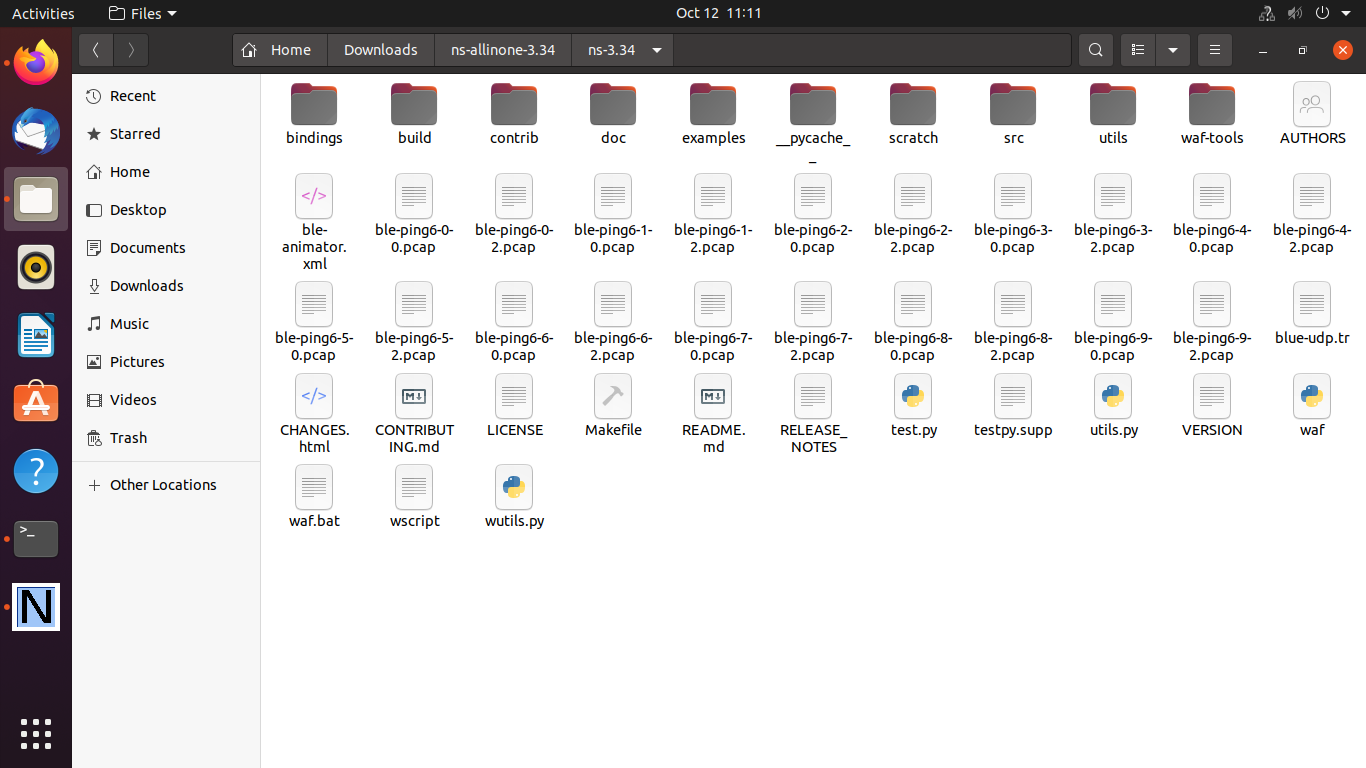 Activities Files Oct 12 11:11
Home Downloads ns-allinone-3.34 ns-3.34
Recent
Starred
Home
Desktop
Documents
Downloads
Music
Pictures
Videos
Trash
Other Locations
bindings build contrib doc examples __pycache_ scratch src utils waf-tools AUTHORS
_
ble- ble-ping6-0- ble-ping6-0- ble-ping6-1- ble-ping6-1- ble-ping6-2- ble-ping6-2- ble-ping6-3- ble-ping6-3- ble-ping6-4- ble-ping6-4-
animator. 0.pcap 2.pcap 0.pcap 2.pcap 0.pcap 2.pcap 0.pcap 2.pcap 0.pcap 2.pcap
xml
ble-ping6-5- ble-ping6-5- ble-ping6-6- ble-ping6-6- ble-ping6-7- ble-ping6-7- ble-ping6-8- ble-ping6-8- ble-ping6-9- ble-ping6-9- blue-udp.tr
0.pcap 2.pcap 0.pcap 2.pcap 0.pcap 2.pcap 0.pcap 2.pcap 0.pcap 2.pcap
CHANGES. CONTRIBUT LICENSE Makefile README. RELEASE_ test.py testpy.supp utils.py VERSION waf
html ING.md md NOTES
waf.bat wscript wutils.py
N